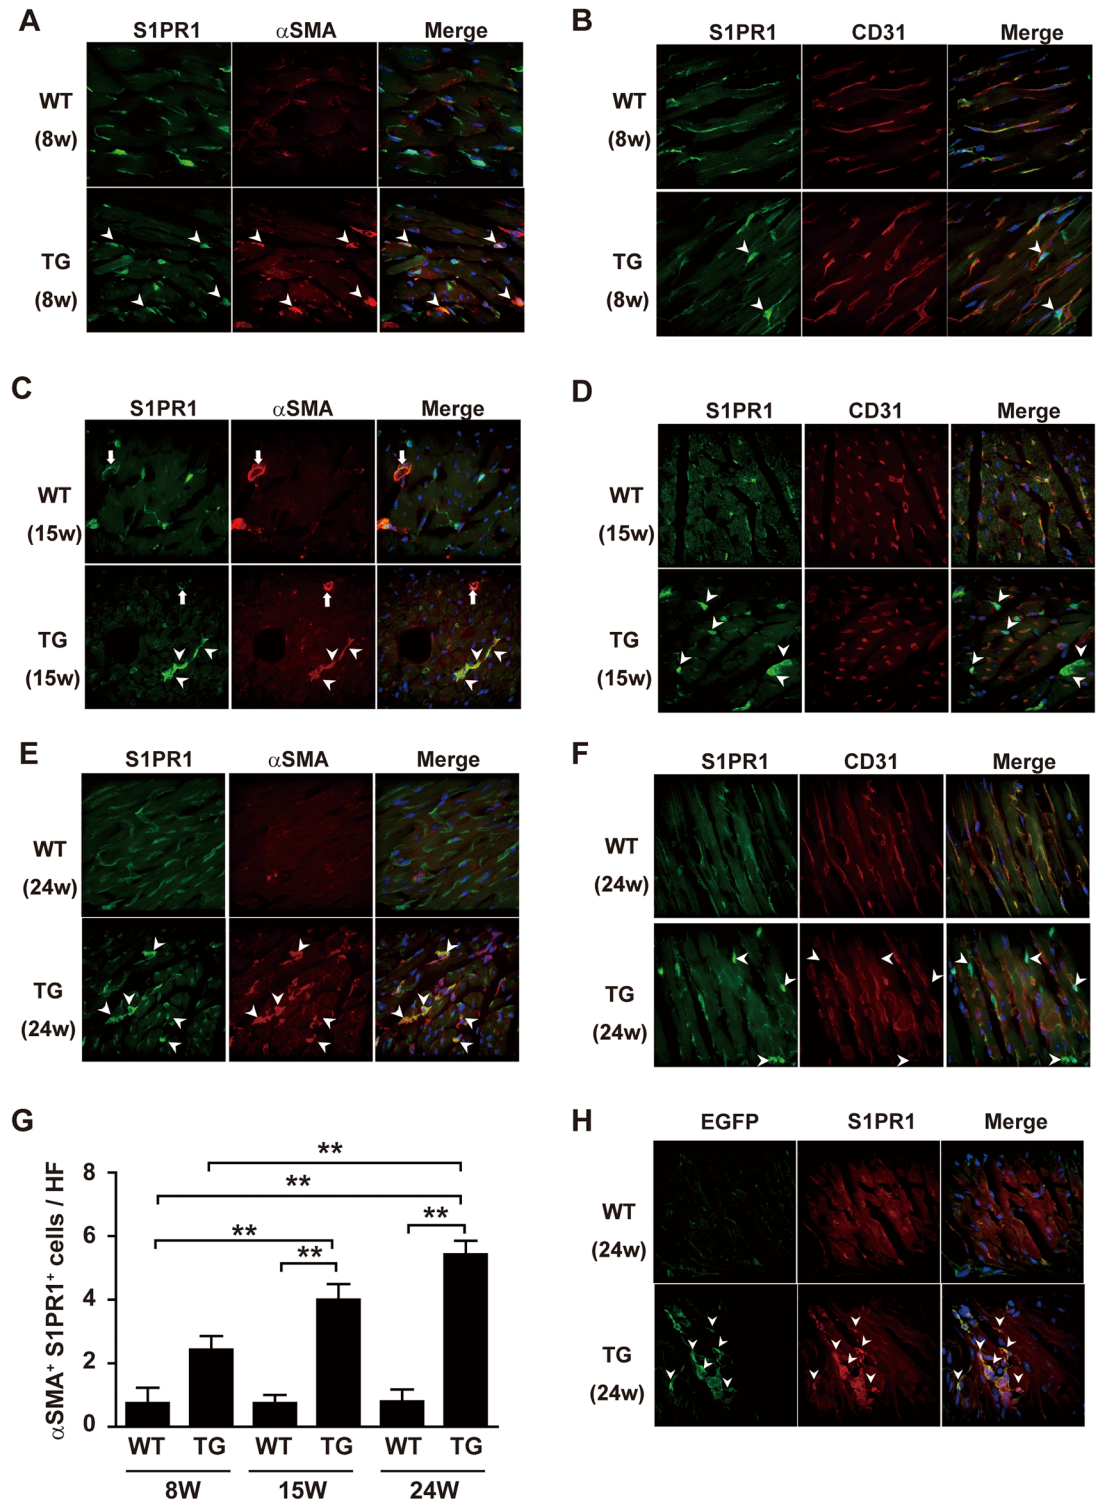 A
S1PR1 αSMA Merge
WT
(8w)
TG
(8w)
B
S1PR1 CD31 Merge
WT
(8w)
TG
(8w)
C
S1PR1 αSMA Merge
WT
(15w)
TG
(15w)
D
S1PR1 CD31 Merge
WT
(15w)
TG
(15w)
E
S1PR1 αSMA Merge
WT
(24w)
TG
(24w)
F
S1PR1 CD31 Merge
WT
(24w)
TG
(24w)
G
αSMA⁺ S1PR1⁺ cells / HF
8
6
4
2
0
**
**
**
**
**
WT TG WT TG WT TG
8W 15W 24W
H
EGFP S1PR1 Merge
WT
(24w)
TG
(24w)